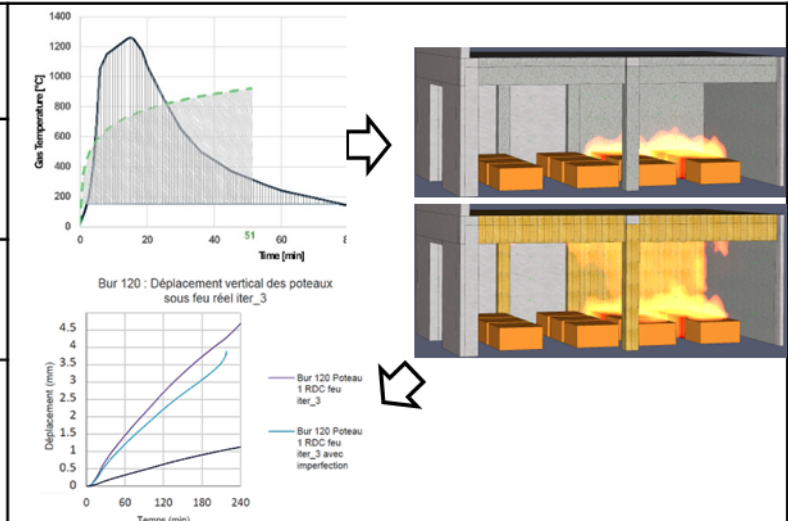 1400
1200
1000
800
600
400
200
0
Gas Temperature [°C]
0 20 40 51 60 8
Time [min]
Bur 120 : Déplacement vertical des poteaux
sous feu réel iter_3
4.5
4
3.5
3
2.5
2
1.5
1
0.5
0
Déplacement (mm)
0 60 120 180 240
Temps (min)
Bur 120 Poteau
1 RDC feu
iter_3
Bur 120 Poteau
1 RDC feu
iter_3 avec
imperfection